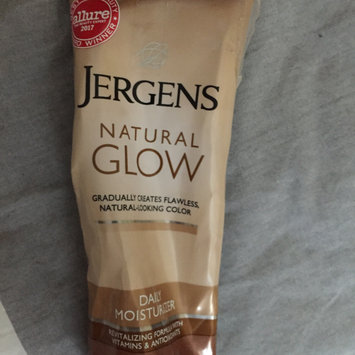 allure
2017
WINNER
JERGENS
NATURAL
GLOW
GRADUALLY CREATES FLAWLESS,
NATURAL-LOOKING COLOR
DAILY
MOISTURIZER
REVITALIZING FORMULA WITH
VITAMINS & ANTIOXIDANTS